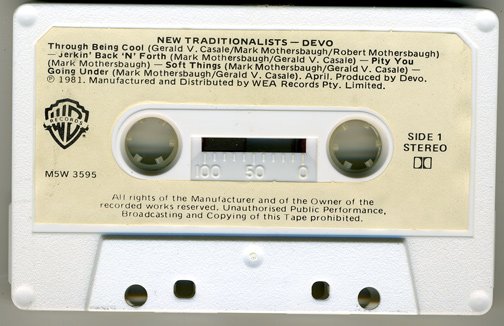 NEW TRADITIONALISTS — DEVO
Through Being Cool (Gerald V. Casale/Mark Mothersbaugh/Robert Mothersbaugh)
— Jerkin' Back 'N' Forth (Mark Mothersbaugh/Gerald V. Casale) — Pity You
(Mark Mothersbaugh) — Soft Things (Mark Mothersbaugh/Gerald V. Casale) —
Going Under (Mark Mothersbaugh/Gerald V. Casale). April. Produced by Devo.
℗ 1981. Manufactured and Distributed by WEA Records Pty. Limited.
WB
RECORDS
SIDE 1
STEREO
M5W 3595
100 50 0
All rights of the Manufacturer and of the Owner of the
recorded works reserved. Unauthorised Public Performance,
Broadcasting and Copying of this Tape prohibited.